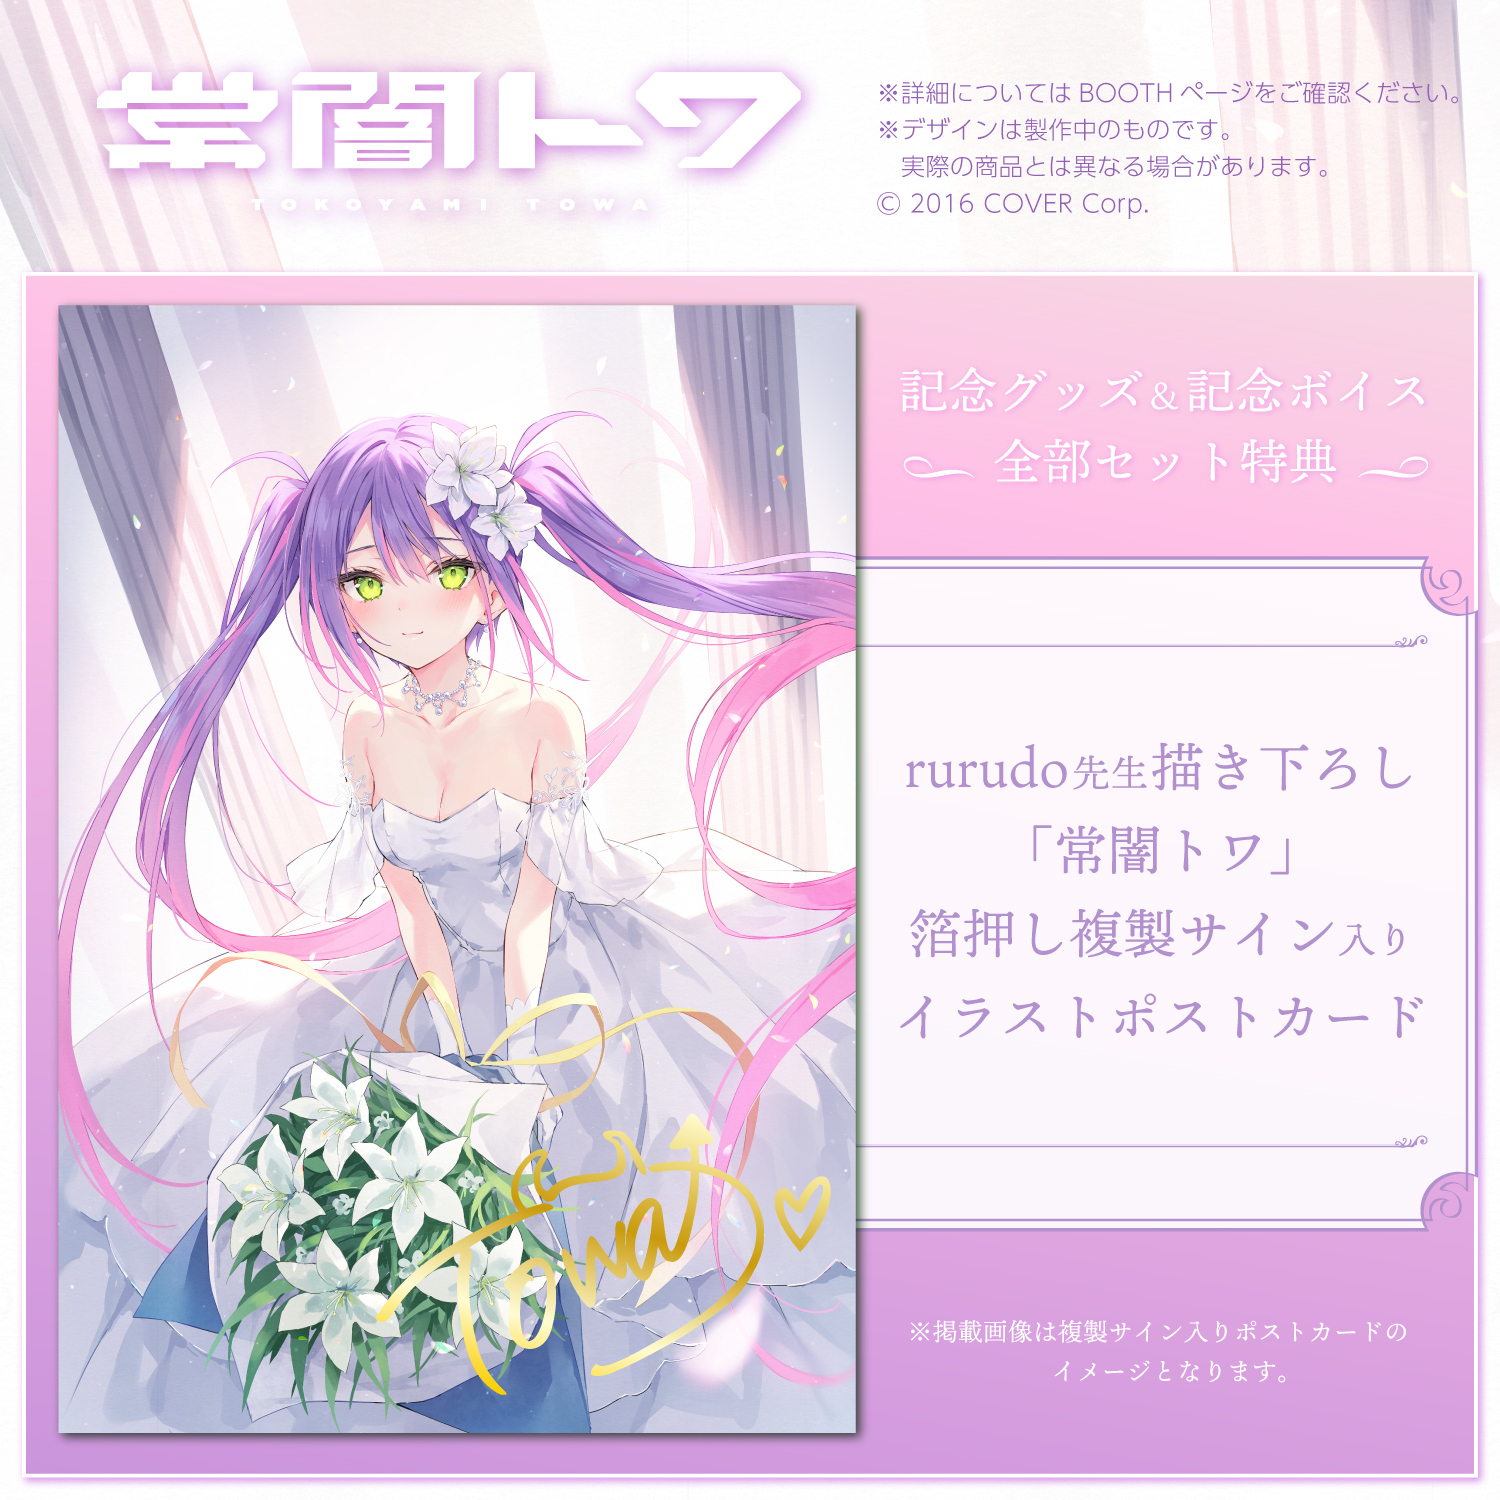 常闇トワ
TOKOYAMI TOWA
※詳細については BOOTH ページをご確認ください。
※デザインは製作中のものです。
実際の商品とは異なる場合があります。
© 2016 COVER Corp.
記念グッズ&記念ボイス
全部セット特典
rurudo先生描き下ろし
「常闇トワ」
箔押し複製サイン入り
イラストポストカード
Towa
※掲載画像は複製サイン入りポストカードの
イメージとなります。